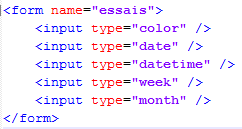 <form name="essais">
<input type="color" />
<input type="date" />
<input type="datetime" />
<input type="week" />
<input type="month" />
</form>